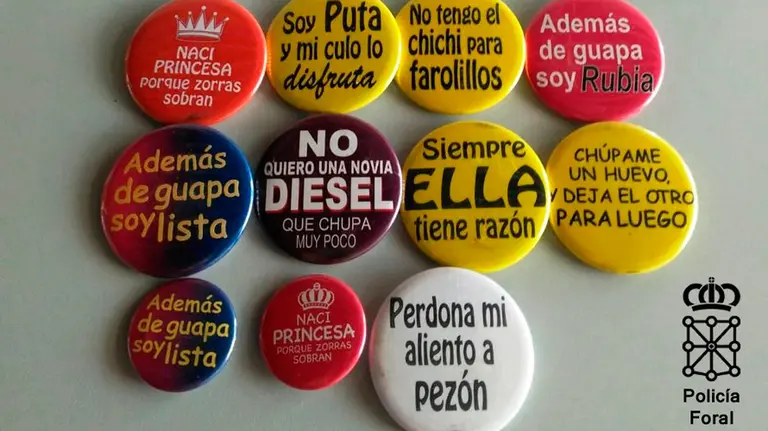 NACI
PRINCESA
PORQUE ZORRAS
SOBRAN
Soy Puta
y mi culo lo
disfruta
No tengo el
chichi para
farolillos
Además
de guapa
soy Rubia
Además
de guapa
soy lista
NO
QUIERO UNA NOVIA
DIESEL
QUE CHUPA
MUY POCO
Siempre
ELLA
tiene razón
CHÚPAME
UN HUEVO,
Y DEJA EL OTRO
PARA LUEGO
Además
de guapa
soy lista
NACI
PRINCESA
PORQUE ZORRAS
SOBRAN
Perdona mi
aliento a
pezón
Policía
Foral